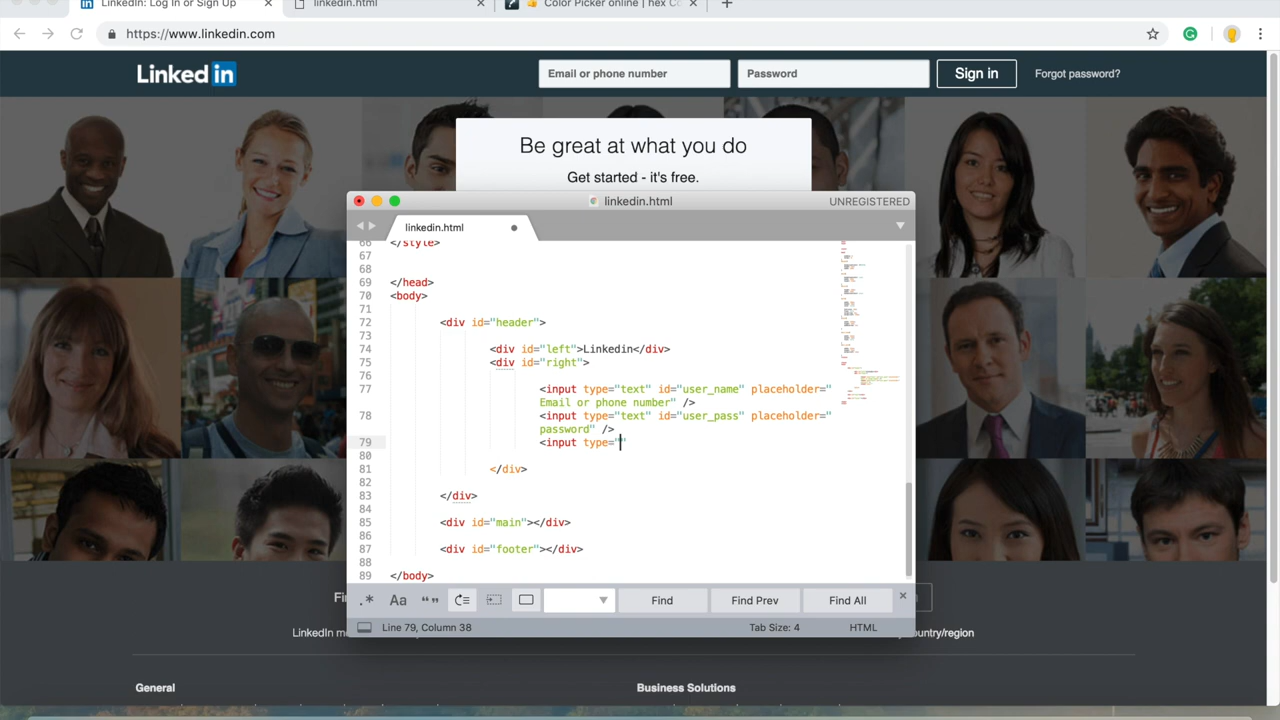 LinkedIn: Log In or Sign Up
linkedin.html
Color Picker online | hex Co
https://www.linkedin.com
Linked in
Email or phone number
Password
Sign in
Forgot password?
Be great at what you do
Get started - it's free.
linkedin.html
UNREGISTERED
linkedin.html
66 </style>
67
68
69 </head>
70 <body>
71
72 <div id="header">
73
74 <div id="left">Linkedin</div>
75 <div id="right">
76
77 <input type="text" id="user_name" placeholder="
Email or phone number" />
78 <input type="text" id="user_pass" placeholder="
password" />
79 <input type=""
80
81 </div>
82
83 </div>
84
85 <div id="main"></div>
86
87 <div id="footer"></div>
88
89 </body>
.* Aa “”
Find
Find Prev
Find All
Line 79, Column 38
Tab Size: 4
HTML
Fin
LinkedIn m
country/region
General
Business Solutions